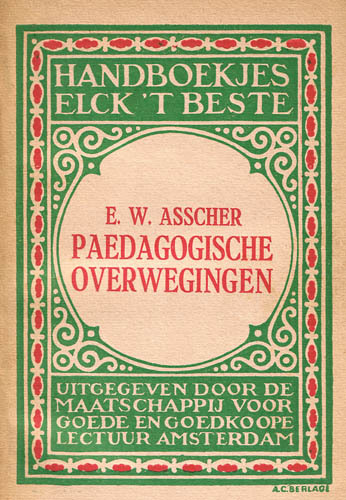 HANDBOEKJES
ELCK 'T BESTE
E. W. ASSCHER
PAEDAGOGISCHE
OVERWEGINGEN
UITGEGEVEN DOOR DE
MAATSCHAPPIJ VOOR
GOEDE EN GOEDKOOPE
LECTUUR AMSTERDAM
A.C. BERLAGE